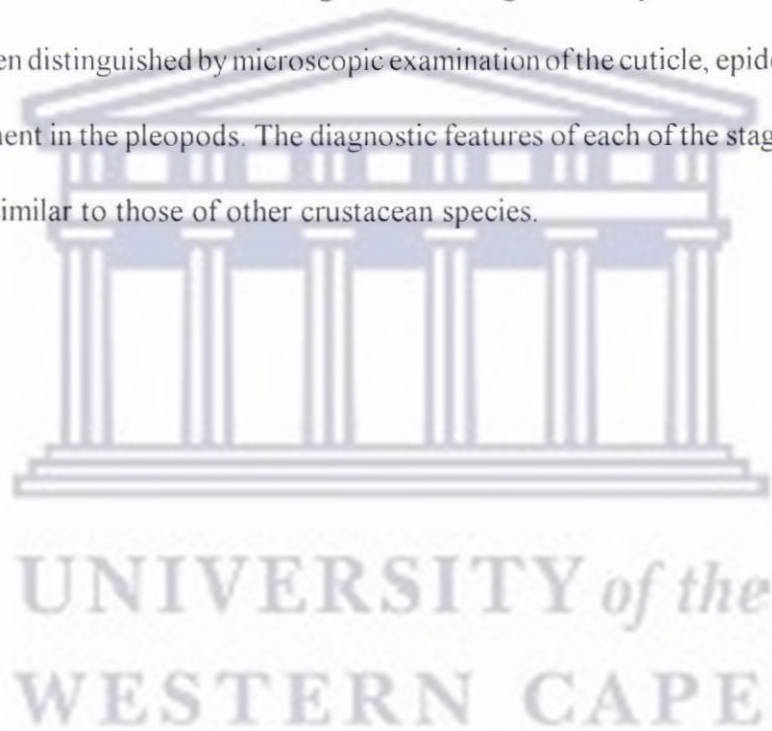 en distinguished by microscopic examination of the cuticle, epid
ent in the pleopods. The diagnostic features of each of the stag
imilar to those of other crustacean species.
UNIVERSITY of the
WESTERN CAPE